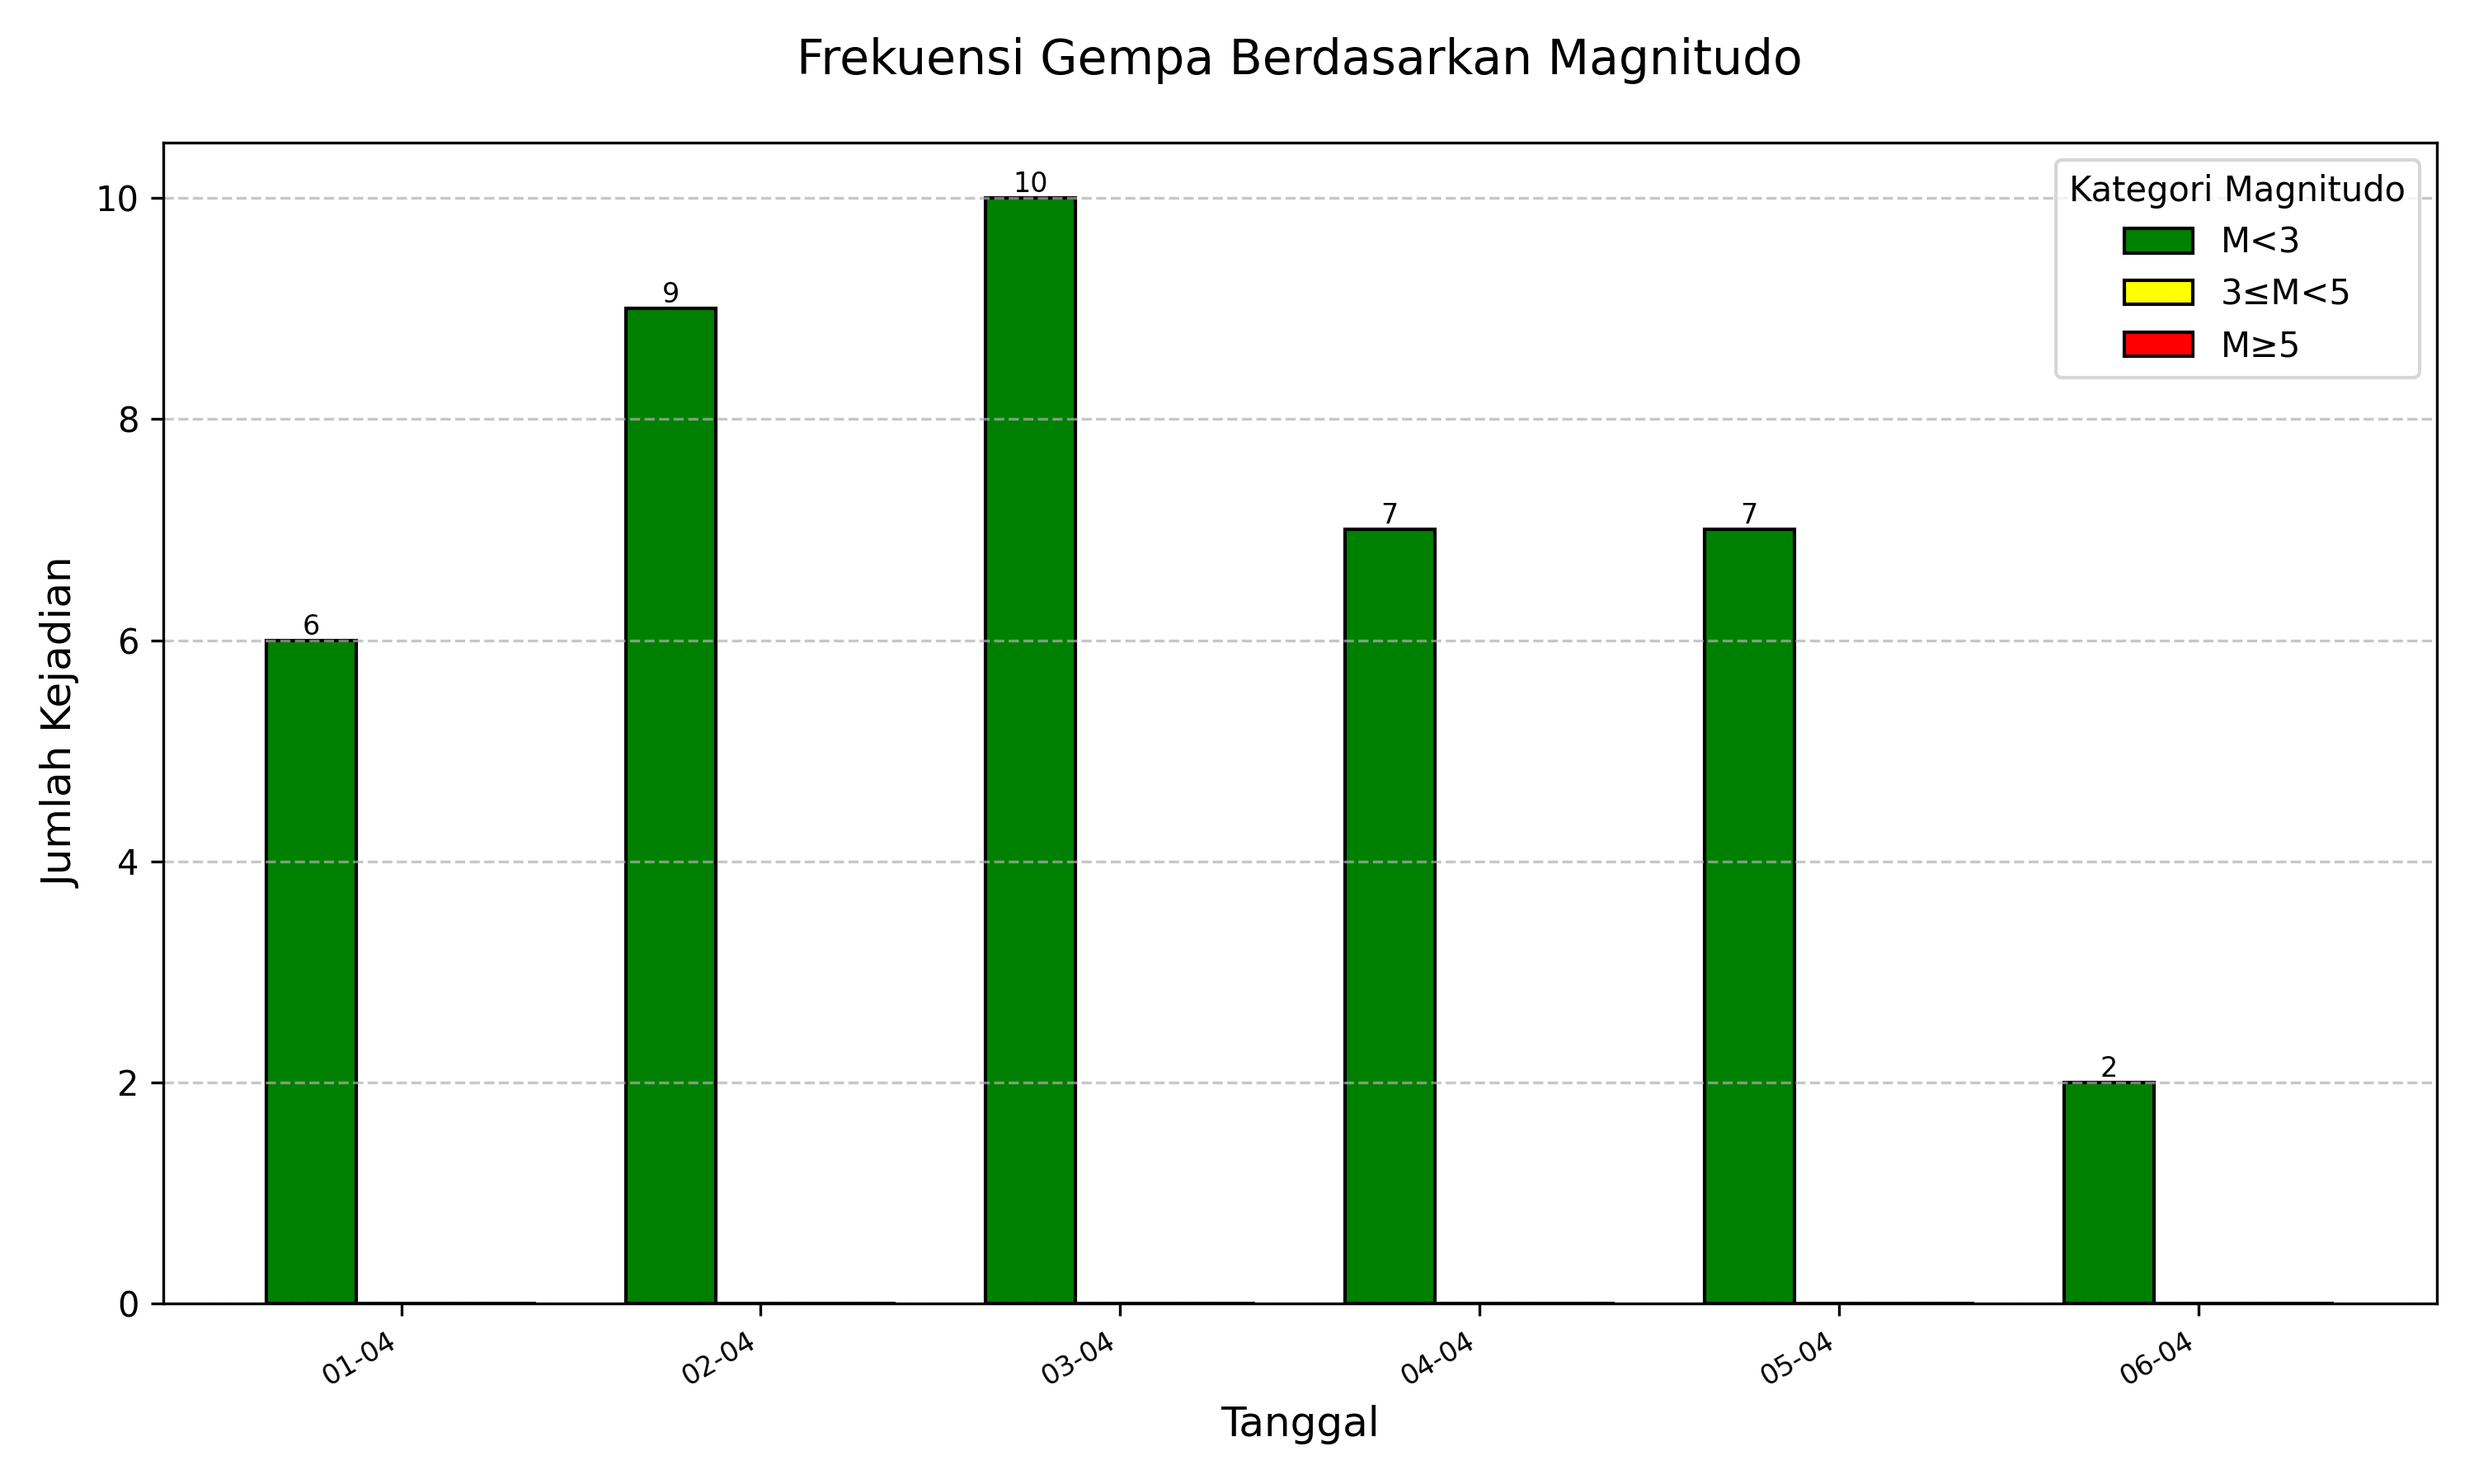 Frekuensi Gempa Berdasarkan Magnitudo
Kategori Magnitudo
M<3
3≤M<5
M≥5
Jumlah Kejadian
10
8
6
4
2
0
6
9
10
7
7
2
01-04
02-04
03-04
04-04
05-04
06-04
Tanggal